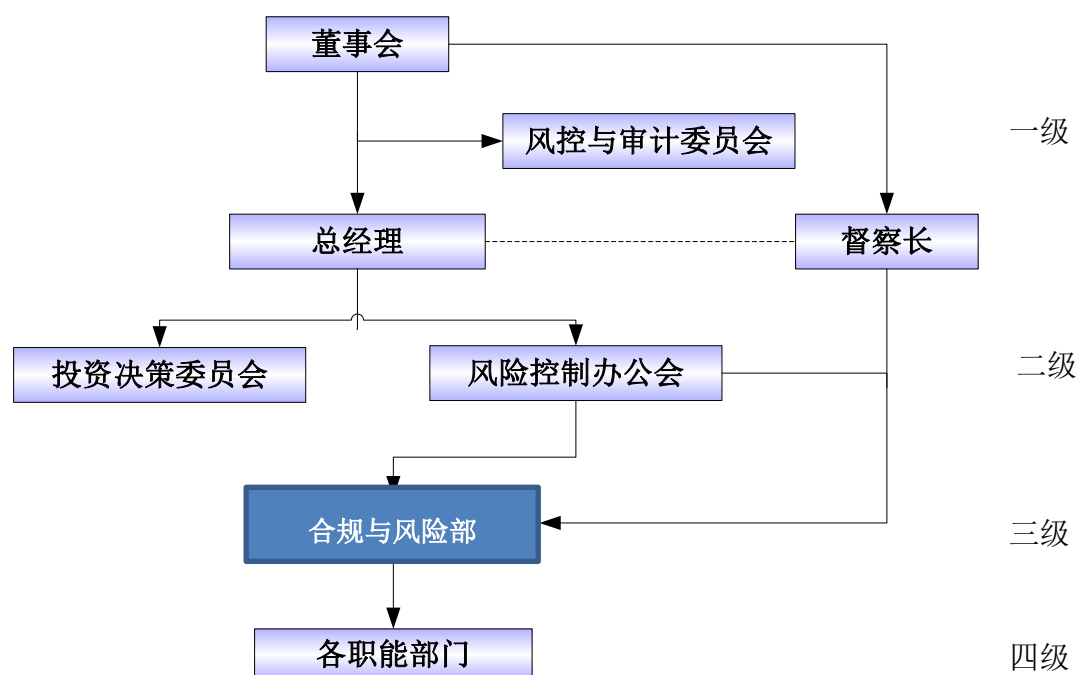 董事会
风控与审计委员会
一级
总经理
督察长
投资决策委员会
风险控制办公会
二级
合规与风险部
三级
各职能部门
四级